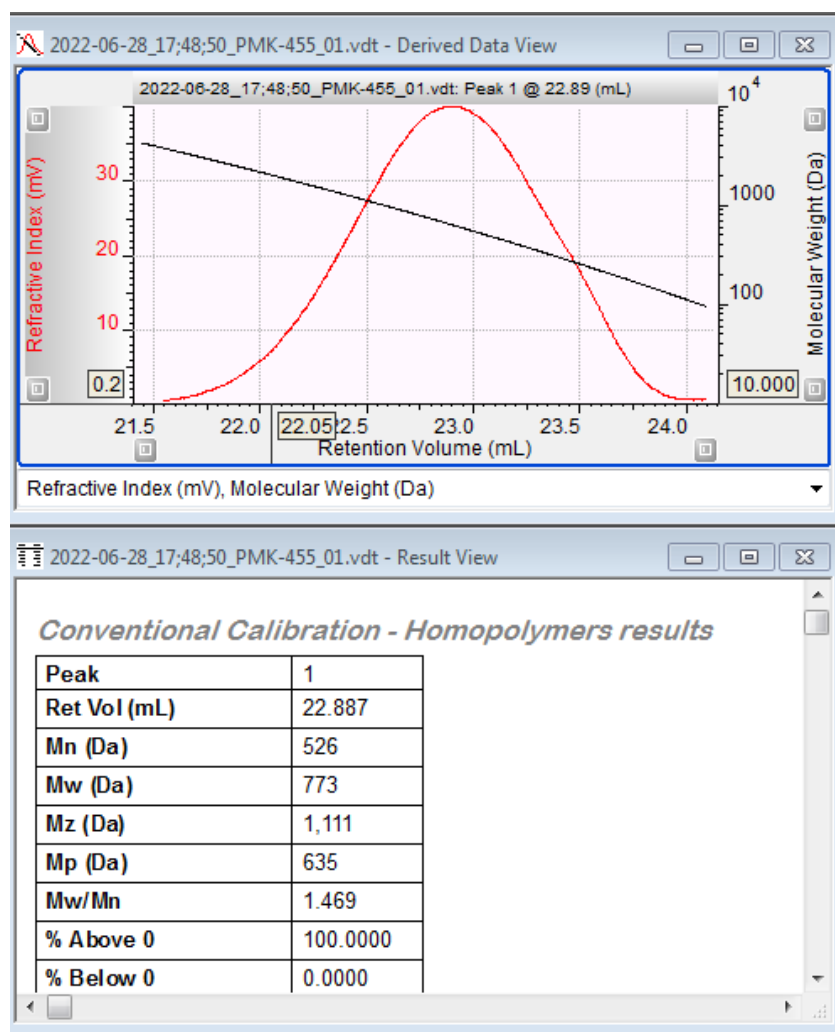 2022-06-28_17;48;50_PMK-455_01.vdt - Derived Data View
2022-06-28_17;48;50_PMK-455_01.vdt: Peak 1 @ 22.89 (mL)
Refractive Index (mV)
30
20
10
0.2
10^4
1000
100
10.000
Molecular Weight (Da)
21.5 22.0 22.05 22.5 23.0 23.5 24.0
Retention Volume (mL)
Refractive Index (mV), Molecular Weight (Da)
2022-06-28_17;48;50_PMK-455_01.vdt - Result View
Conventional Calibration - Homopolymers results
Peak 1
Ret Vol (mL) 22.887
Mn (Da) 526
Mw (Da) 773
Mz (Da) 1,111
Mp (Da) 635
Mw/Mn 1.469
% Above 0 100.0000
% Below 0 0.0000